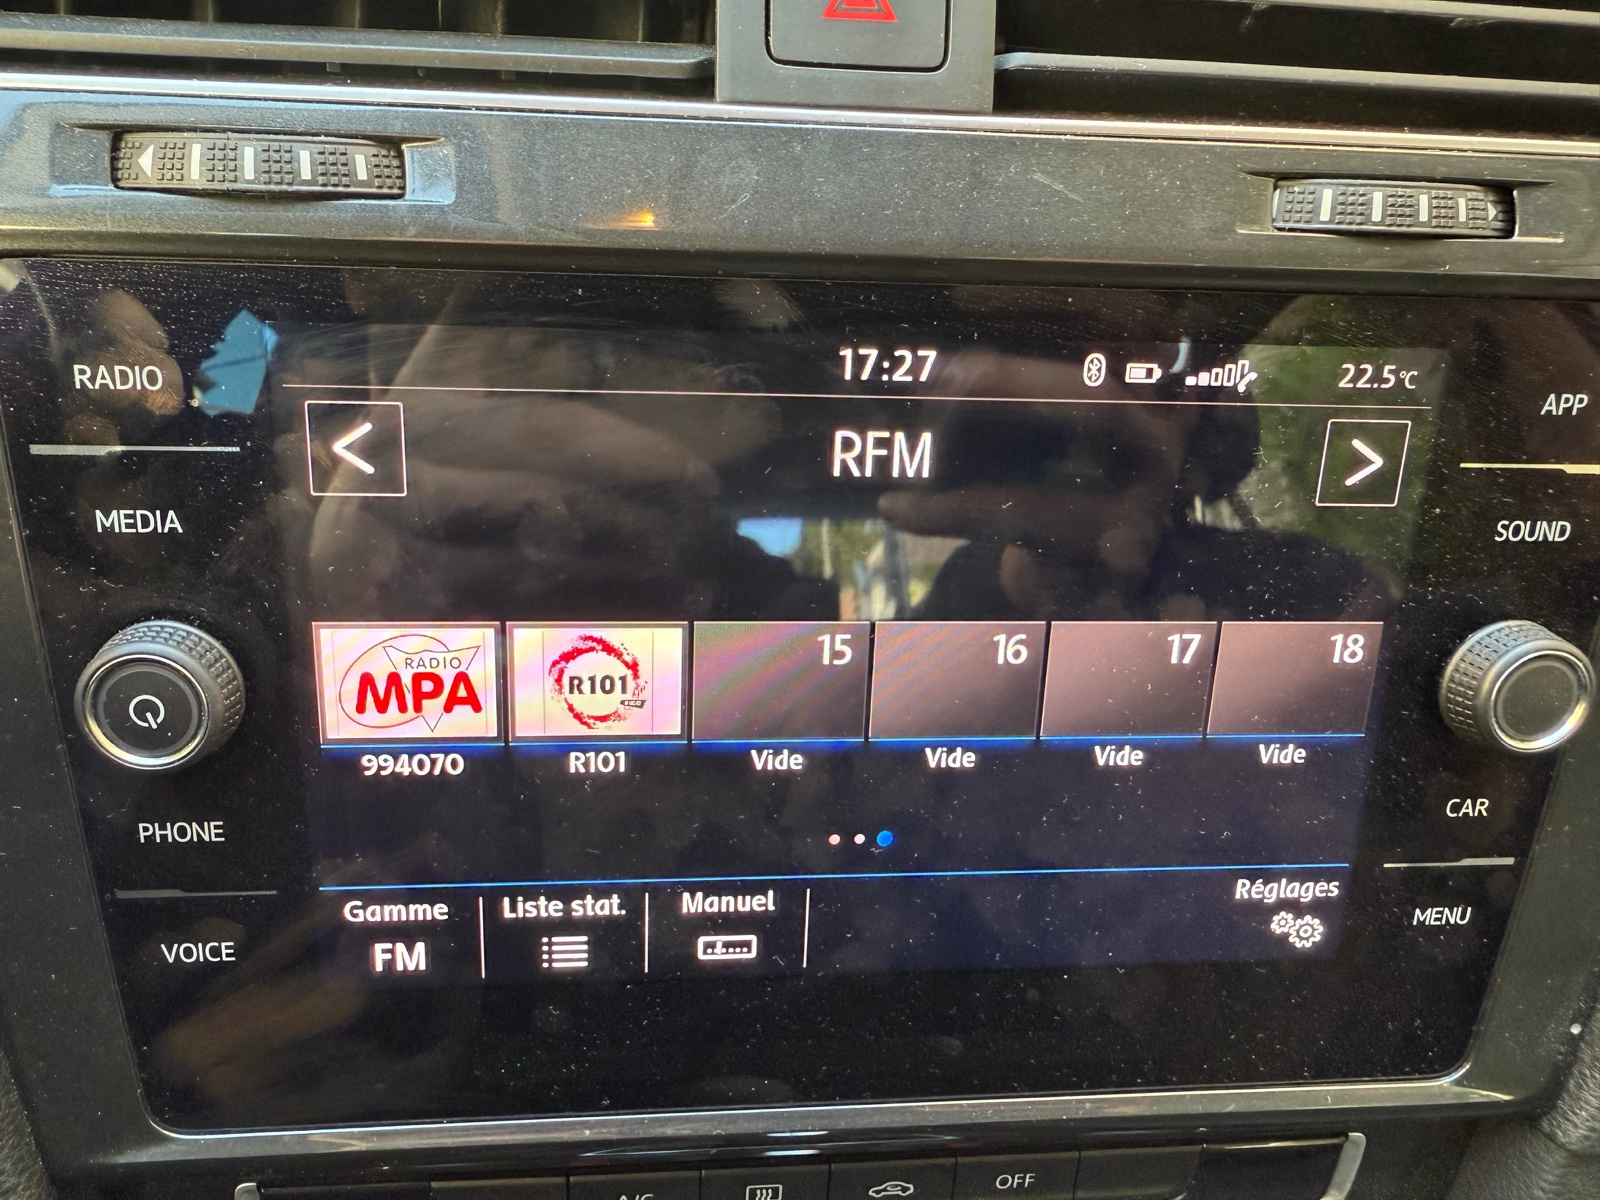 17:27
22.5°C
RADIO
APP
<
RFM
>
MEDIA
SOUND
RADIO
MPA
R101
15
16
17
18
994070
R101
Vide
Vide
Vide
Vide
PHONE
CAR
Gamme
FM
Liste stat.
Manuel
Réglages
VOICE
MENU
A/C
OFF